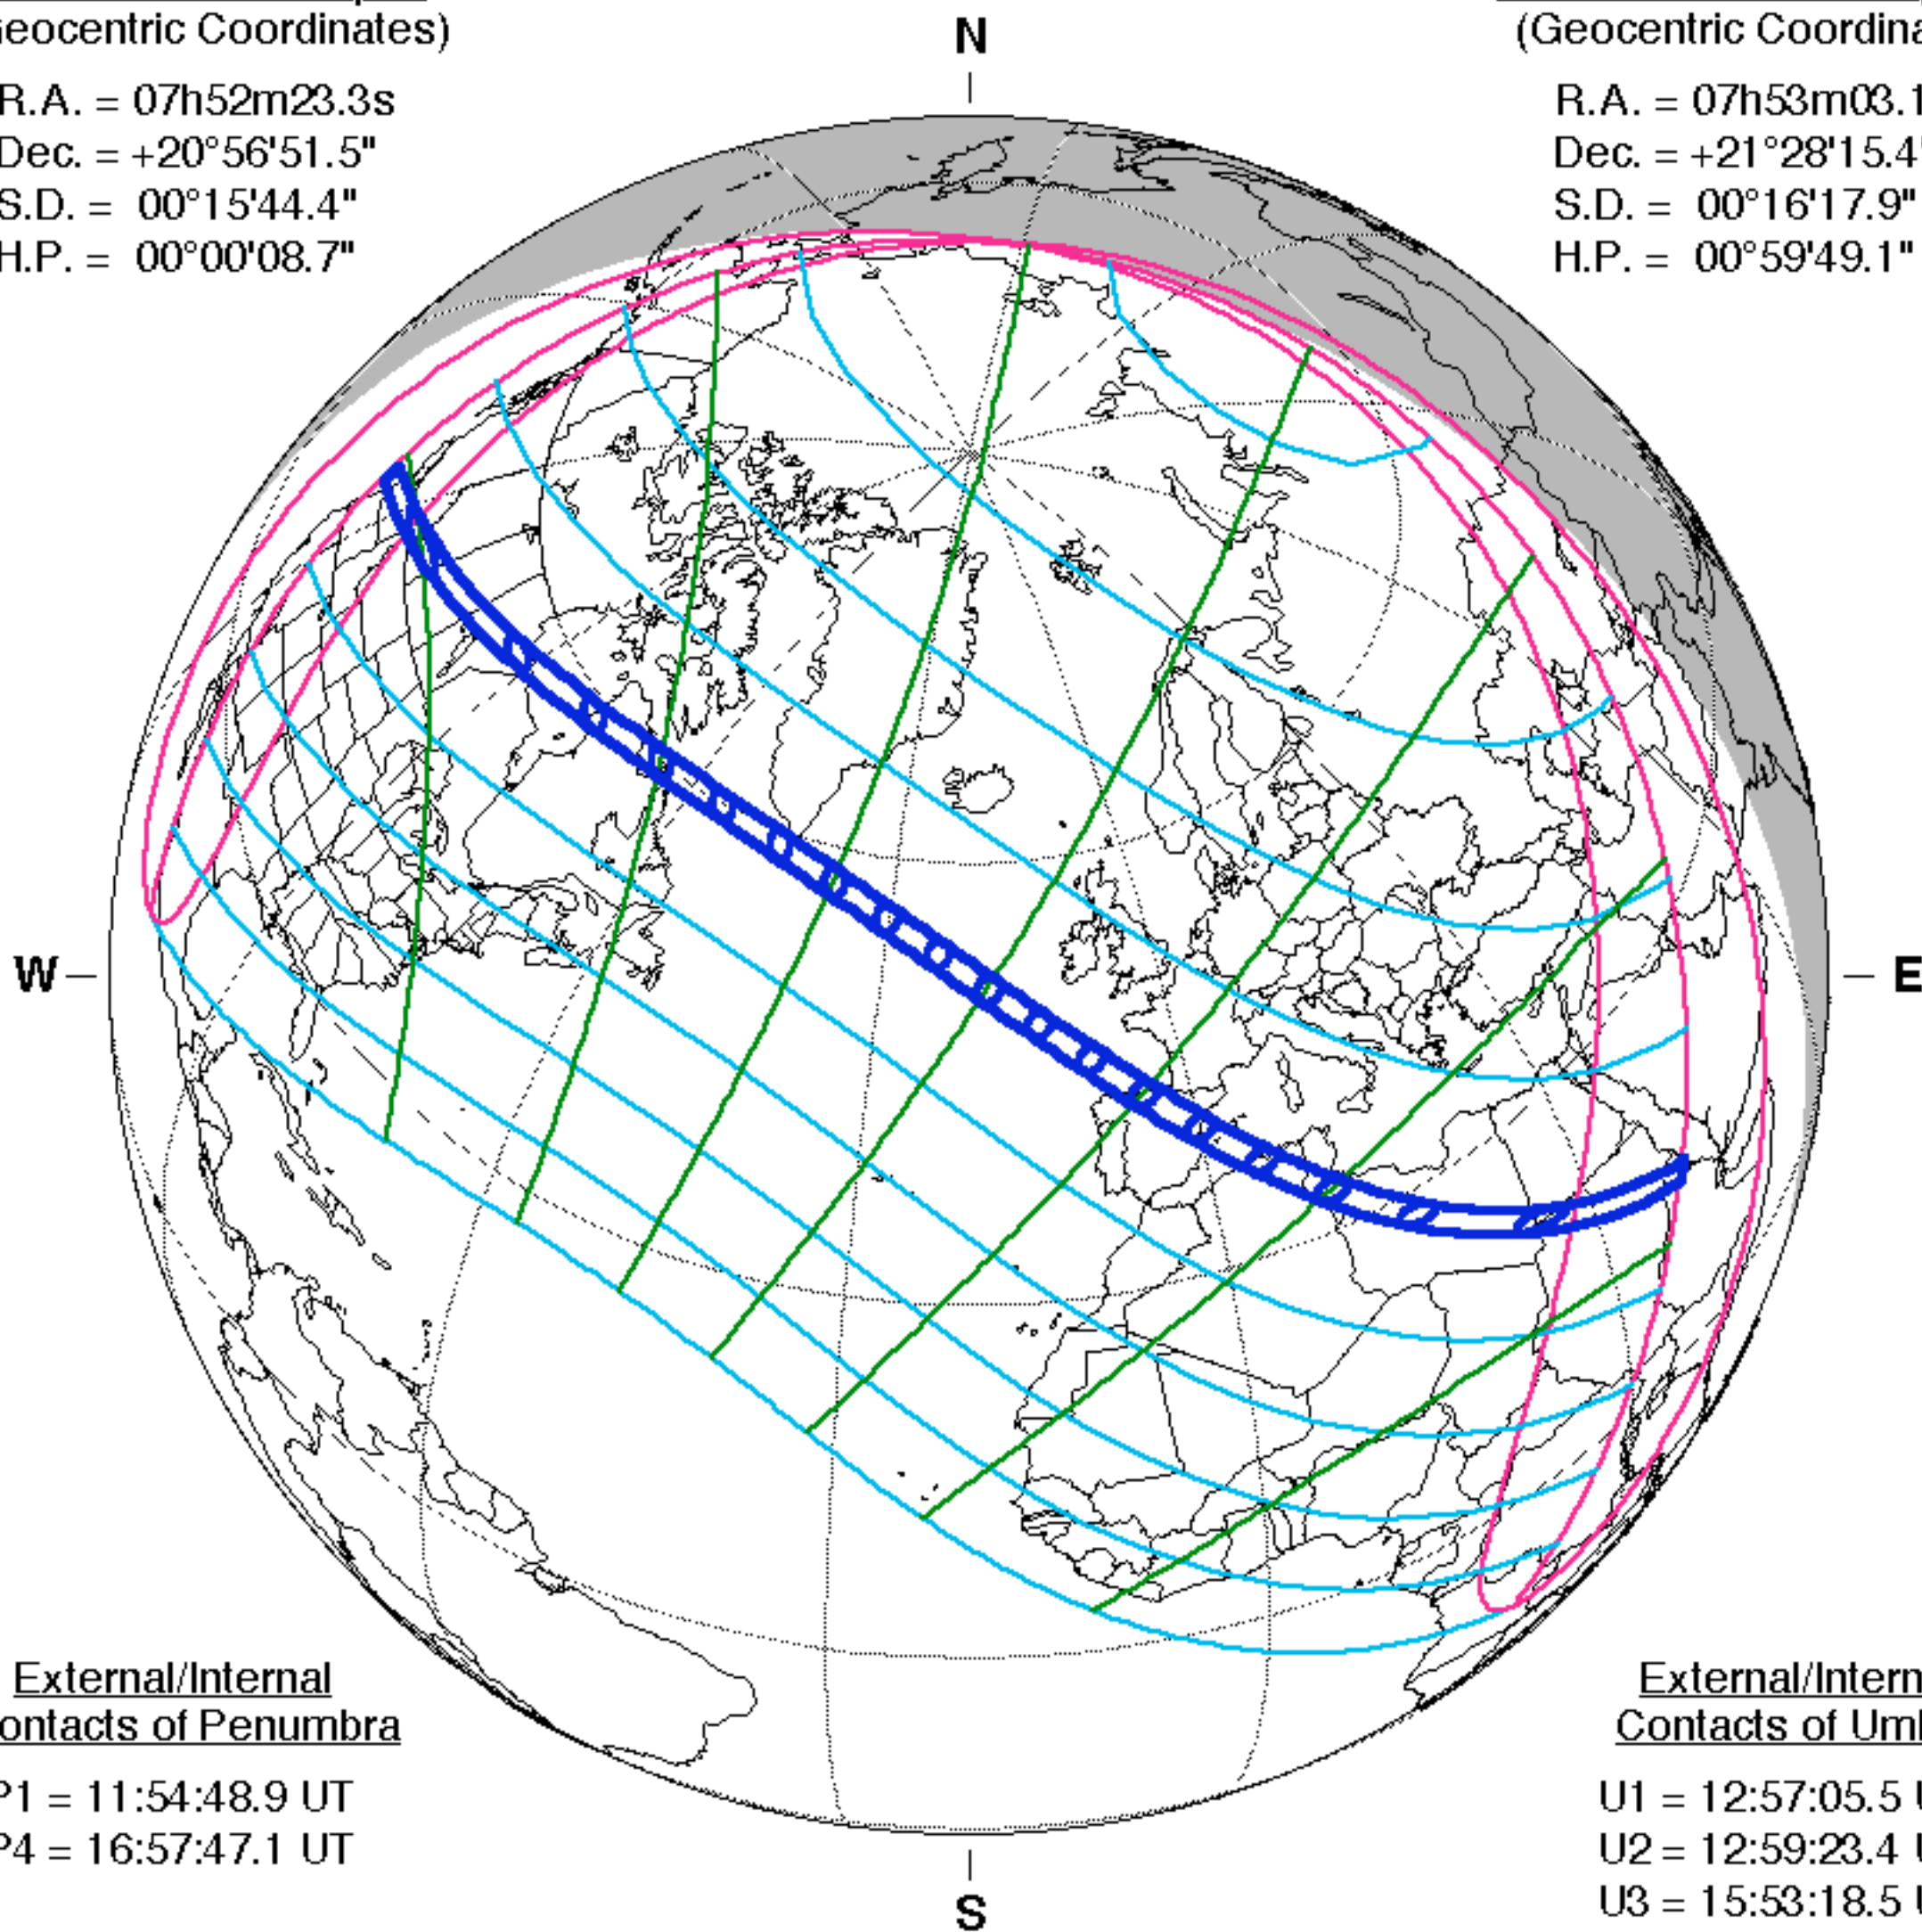 (Geocentric Coordinates)
R.A. = 07h52m23.3s
Dec. = +20°56'51.5"
S.D. = 00°15'44.4"
H.P. = 00°00'08.7"
N
(Geocentric Coordina
R.A. = 07h53m03.1
Dec. = +21°28'15.4"
S.D. = 00°16'17.9"
H.P. = 00°59'49.1"
W
E
External/Internal
ontacts of Penumbra
P1 = 11:54:48.9 UT
P4 = 16:57:47.1 UT
S
External/Intern
Contacts of Um
U1 = 12:57:05.5 U
U2 = 12:59:23.4 U
U3 = 15:53:18.5 U